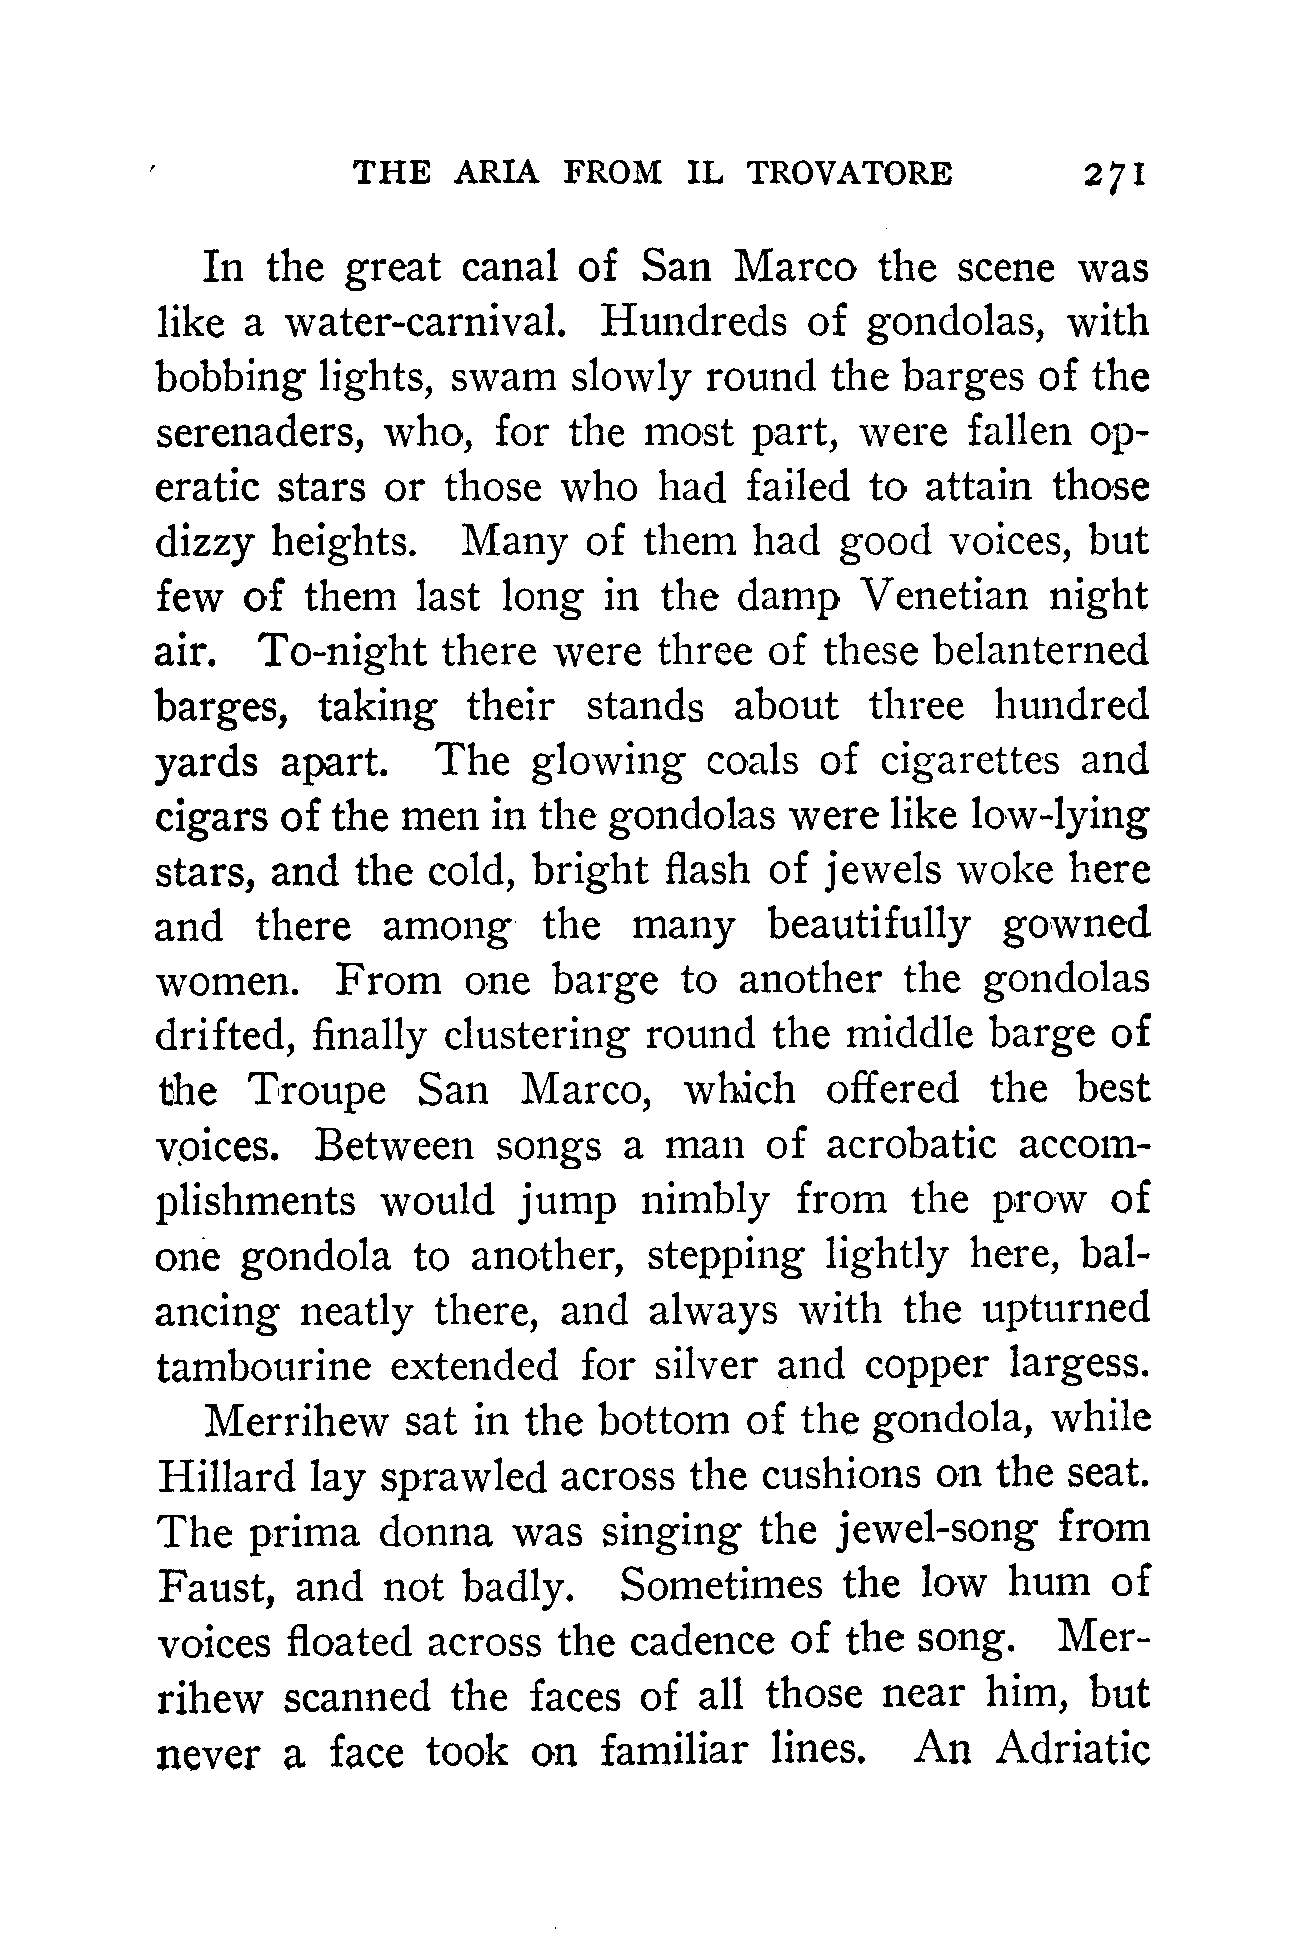 THE ARIA FROM IL TROVATORE 271
In the great canal of San Marco the scene was
like a water-carnival. Hundreds of gondolas, with
bobbing lights, swam slowly round the barges of the
serenaders, who, for the most part, were fallen op-
eratic stars or those who had failed to attain those
dizzy heights. Many of them had good voices, but
few of them last long in the damp Venetian night
air. To-night there were three of these belanterned
barges, taking their stands about three hundred
yards apart. The glowing coals of cigarettes and
cigars of the men in the gondolas were like low-lying
stars, and the cold, bright flash of jewels woke here
and there among the many beautifully gowned
women. From one barge to another the gondolas
drifted, finally clustering round the middle barge of
the Troupe San Marco, which offered the best
voices. Between songs a man of acrobatic accom-
plishments would jump nimbly from the prow of
one gondola to another, stepping lightly here, bal-
ancing neatly there, and always with the upturned
tambourine extended for silver and copper largess.
Merrihew sat in the bottom of the gondola, while
Hillard lay sprawled across the cushions on the seat.
The prima donna was singing the jewel-song from
Faust, and not badly. Sometimes the low hum of
voices floated across the cadence of the song. Mer-
rihew scanned the faces of all those near him, but
never a face took on familiar lines. An Adriatic